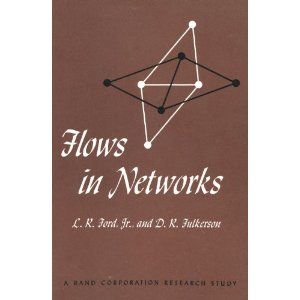 Flows
in Networks
L. R. Ford, Jr., and D. R. Fulkerson
A RAND CORPORATION RESEARCH STUDY